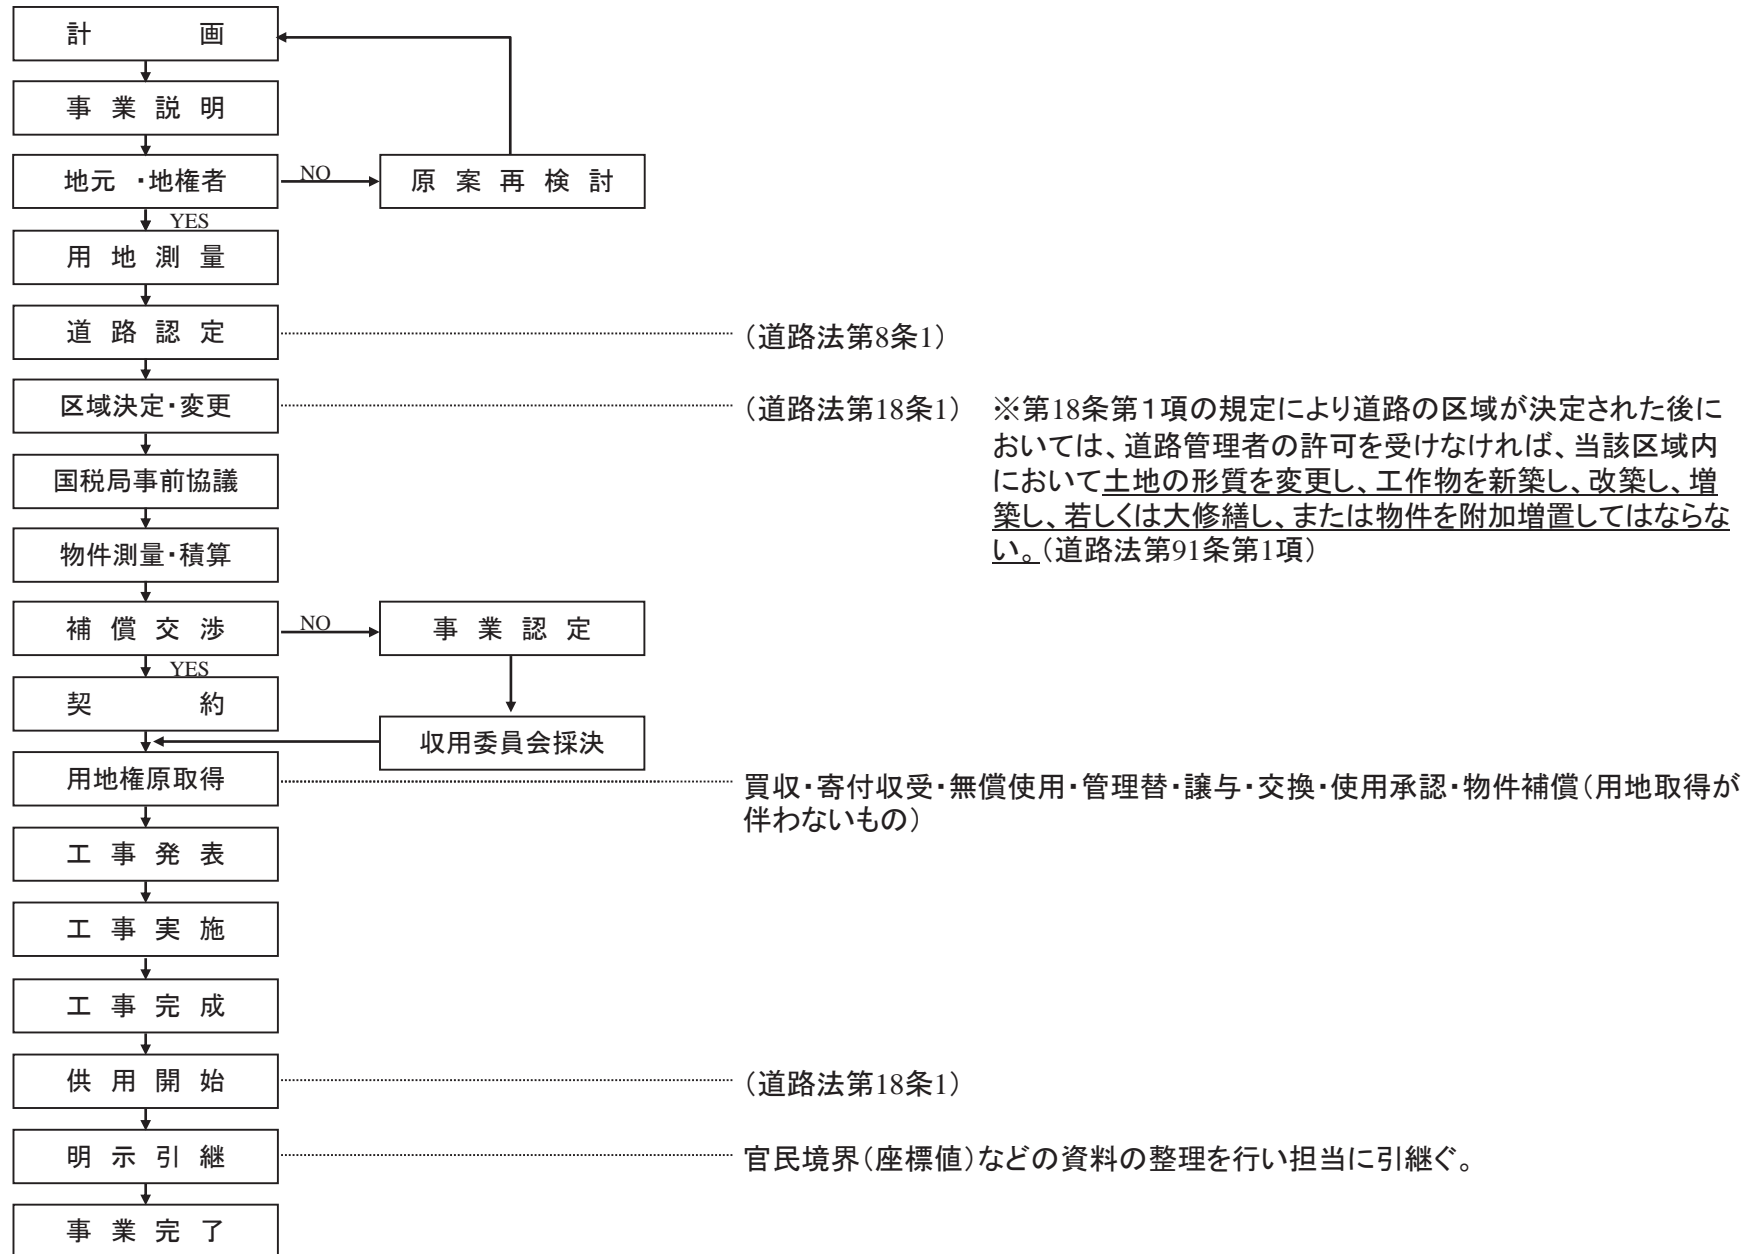 計　画
事業説明
地元・地権者
NO
原案再検討
YES
用地測量
道路認定
（道路法第8条1）
区域決定・変更
（道路法第18条1）
※第18条第１項の規定により道路の区域が決定された後に
おいては、道路管理者の許可を受けなければ、当該区域内
において土地の形質を変更し、工作物を新築し、改築し、増
築し、若しくは大修繕し、または物件を附加増置してはならな
い。（道路法第91条第1項）
国税局事前協議
物件測量・積算
補償交渉
NO
事業認定
YES
契　約
収用委員会採決
用地権原取得
買収・寄付収受・無償使用・管理替・譲与・交換・使用承認・物件補償（用地取得が
伴わないもの）
工事発表
工事実施
工事完成
供用開始
（道路法第18条1）
明示引継
官民境界（座標値）などの資料の整理を行い担当に引継ぐ。
事業完了